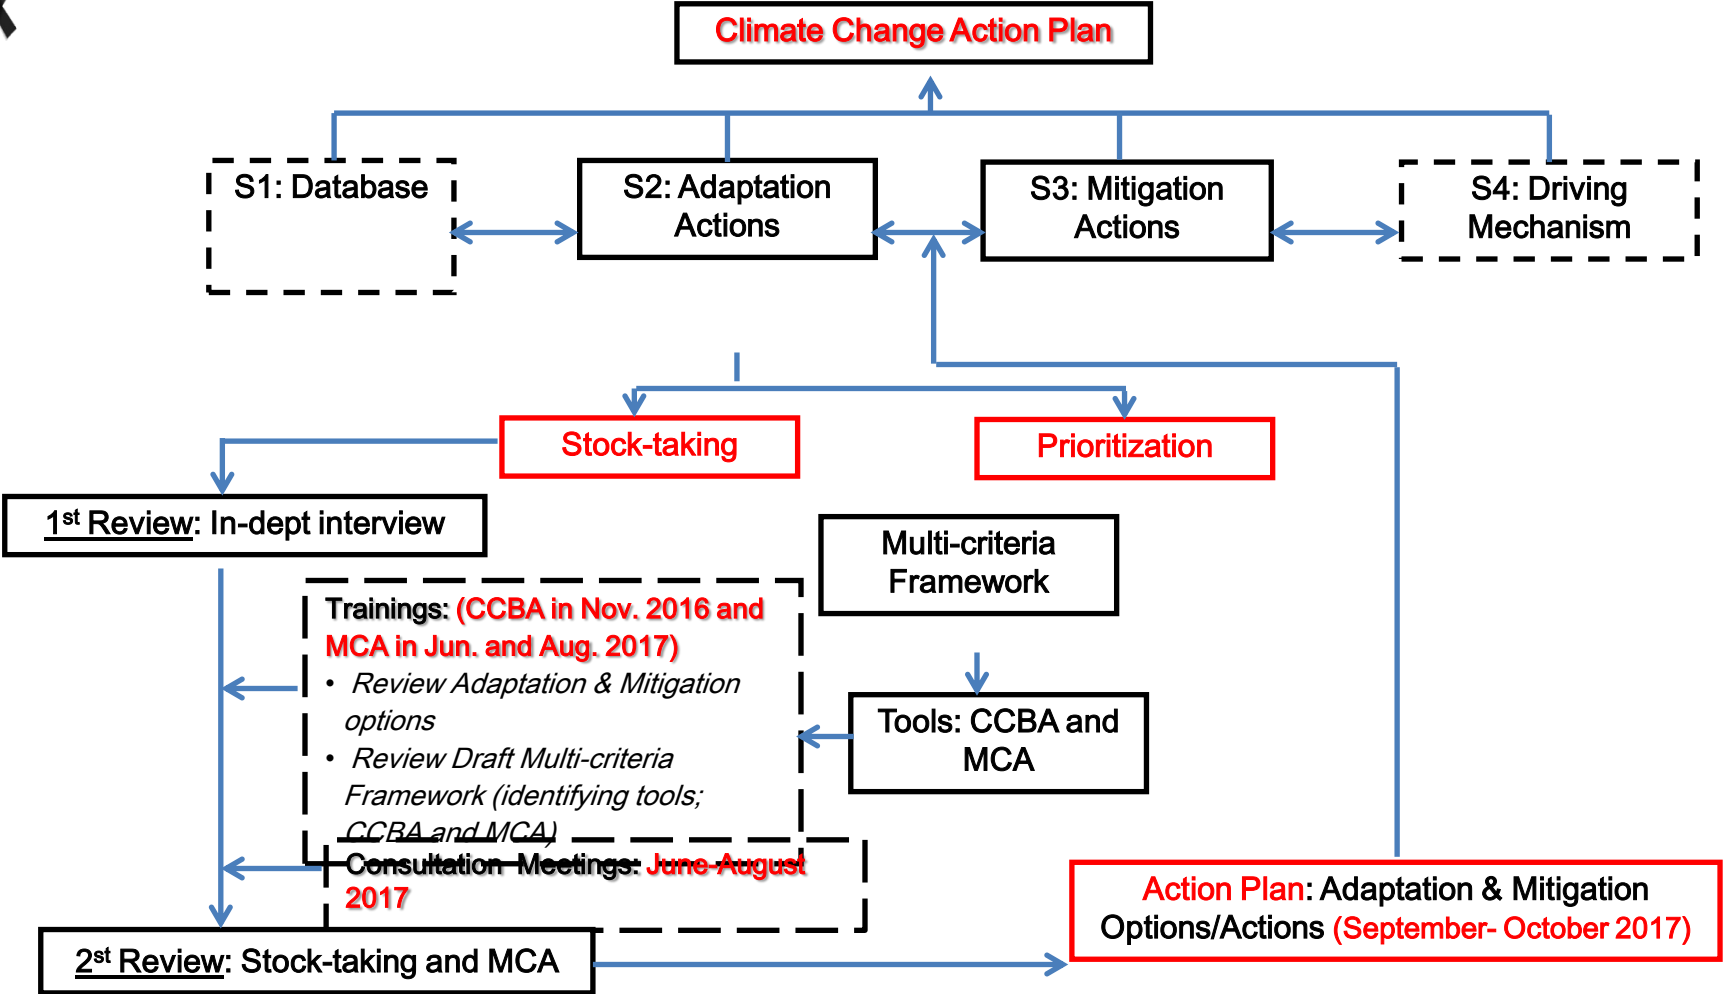 Climate Change Action Plan
S1: Database
S2: Adaptation
Actions
S3: Mitigation
Actions
S4: Driving
Mechanism
Stock-taking
Prioritization
1st Review: In-dept interview
Multi-criteria
Framework
Trainings: (CCBA in Nov. 2016 and
MCA in Jun. and Aug. 2017)
• Review Adaptation & Mitigation
options
• Review Draft Multi-criteria
Framework (identifying tools;
CCBA and MCA)
Tools: CCBA and
MCA
Consultation Meetings: June-August
2017
Action Plan: Adaptation & Mitigation
Options/Actions (September- October 2017)
2st Review: Stock-taking and MCA